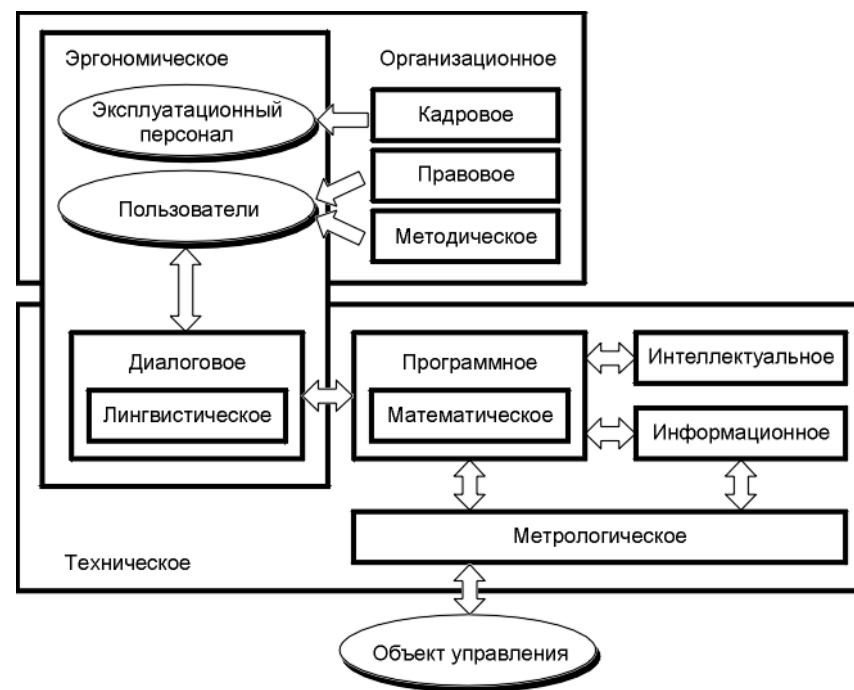 Эргономическое
Организационное
Эксплуатационный
персонал
Кадровое
Правовое
Пользователи
Методическое
Диалоговое
Программное
Интеллектуальное
Лингвистическое
Математическое
Информационное
Метрологическое
Техническое
Объект управления